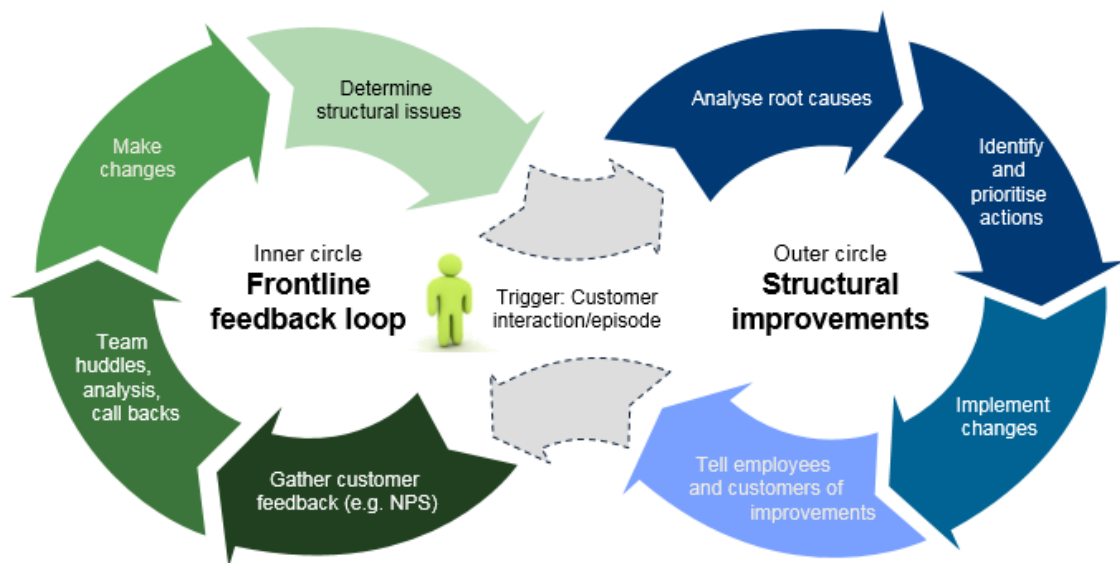 Determine
structural issues
Make
changes
Inner circle
Frontline
feedback loop
Team
huddles,
analysis,
call backs
Gather customer
feedback (e.g. NPS)
Trigger: Customer
interaction/episode
Analyse root causes
Identify
and
prioritise
actions
Outer circle
Structural
improvements
Implement
changes
Tell employees
and customers of
improvements